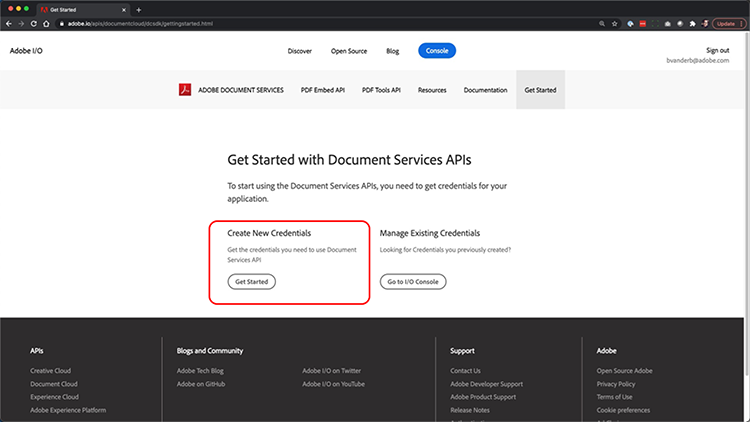 Get Started
adobe.io/apis/documentcloud/dcsdk/gettingstarted.html
Update
Adobe I/O
Discover
Open Source
Blog
Console
Sign out
bvanderb@adobe.com
ADOBE DOCUMENT SERVICES
PDF Embed API
PDF Tools API
Resources
Documentation
Get Started
Get Started with Document Services APIs
To start using the Document Services APIs, you need to get credentials for your
application.
Create New Credentials
Get the credentials you need to use Document
Services API
Get Started
Manage Existing Credentials
Looking for Credentials you previously created?
Go to I/O Console
APIs
Creative Cloud
Document Cloud
Experience Cloud
Adobe Experience Platform
Blogs and Community
Adobe Tech Blog
Adobe on GitHub
Adobe I/O on Twitter
Adobe I/O on YouTube
Support
Contact Us
Adobe Developer Support
Adobe Product Support
Release Notes
Adobe
Open Source Adobe
Privacy Policy
Terms of Use
Cookie preferences